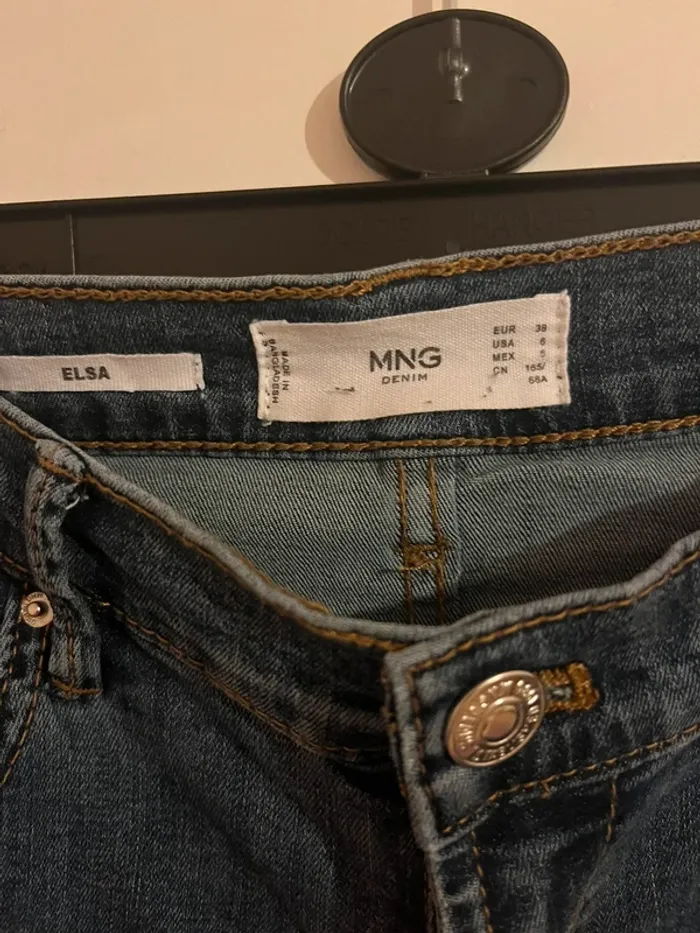 ELSA
MADE IN
BANGLADESH
MNG
DENIM
EUR 38
USA 6
MEX 5
CN 165/
68A